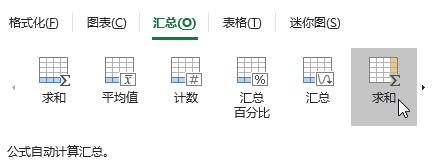 格式化(F) 图表(C) 汇总(O) 表格(T) 迷你图(S)
求和 平均值 计数 汇总 汇总 求和
百分比
公式自动计算汇总。